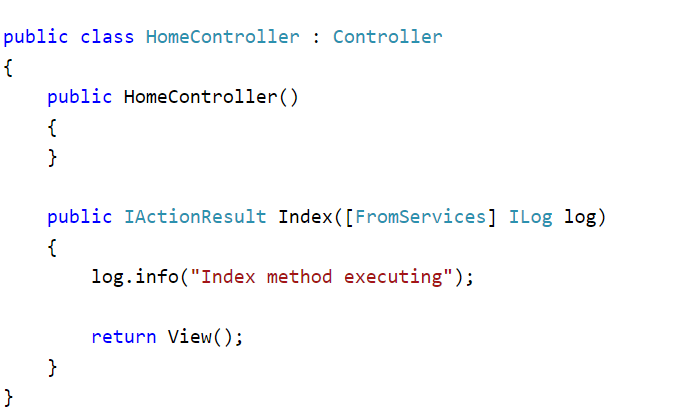 public class HomeController : Controller
{
    public HomeController()
    {
    }

    public IActionResult Index([FromServices] ILog log)
    {
        log.info("Index method executing");

        return View();
    }
}